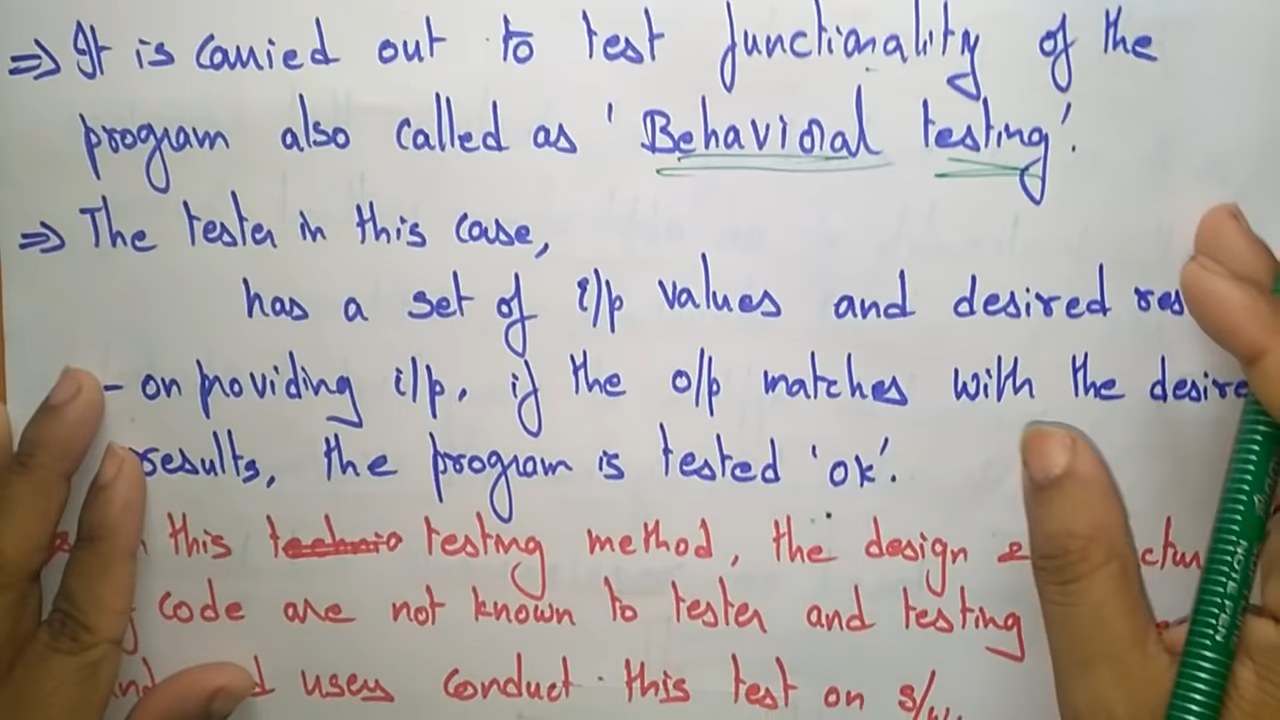 ⇒ It is carried out to test functionality of the
program also called as 'Behavioral testing'.
⇒ The tester in this case,
has a set of i/p values and desired res
- on providing i/p, if the o/p matches with the desire
results, the program is tested 'ok'.
this testing method, the design
code are not known to tester and testing
users conduct this test on s/w.